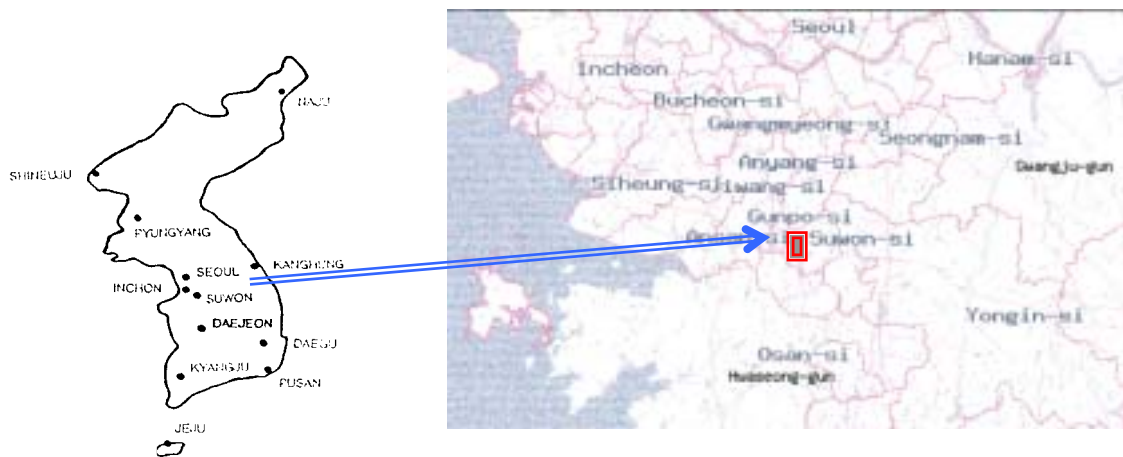 NAJU
SHINEUJU
PYUNGYANG
KANGHUNG
SEOUL
INCHON
SUWON
DAEJEON
DAEGU
KYANGJU
PUSAN
JEJU
Seoul
Hanam-si
Incheon
Bucheon-si
Gwangmyeong-si
Seongnam-si
Anyang-si
Gwangju-gun
Siheung-si
Gunpo-si
Suwon-si
Yongin-si
Osan-si
Hwaseong-gun